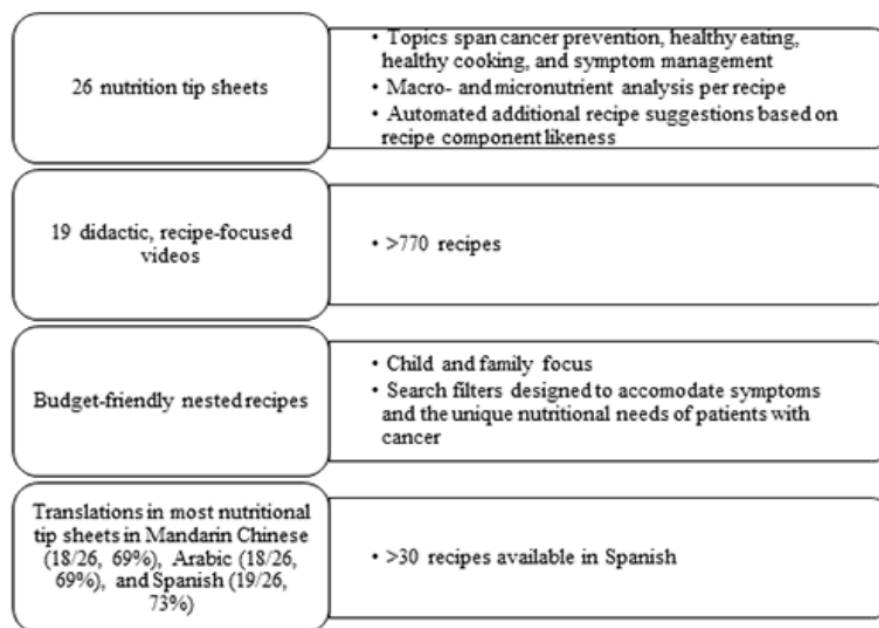 26 nutrition tip sheets
• Topics span cancer prevention, healthy eating,
healthy cooking, and symptom management
• Macro- and micronutrient analysis per recipe
• Automated additional recipe suggestions based on
recipe component likeness
19 didactic, recipe-focused
videos
• >770 recipes
Budget-friendly nested recipes
• Child and family focus
• Search filters designed to accomodate symptoms
and the unique nutritional needs of patients with
cancer
Translations in most nutritional
tip sheets in Mandarin Chinese
(18/26, 69%), Arabic (18/26,
69%), and Spanish (19/26,
73%)
• >30 recipes available in Spanish